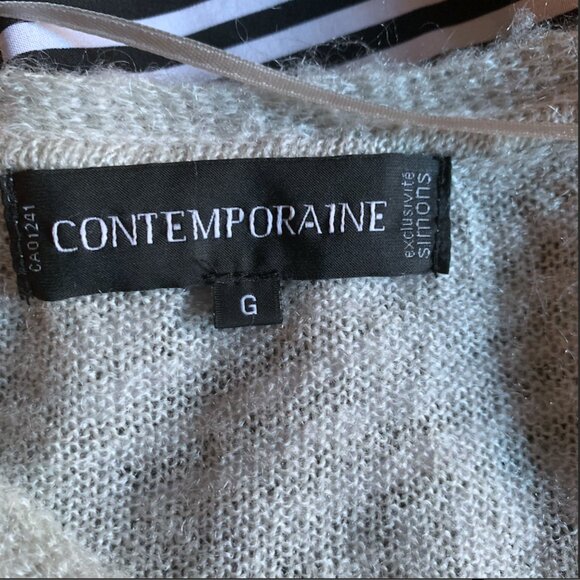 CA01241
CONTEMPORAINE
exclusivité
simons
G